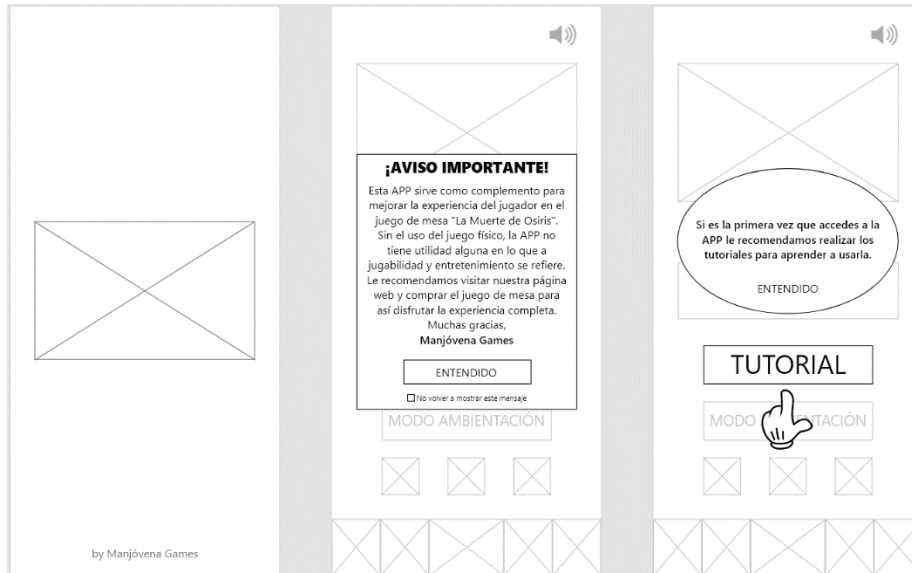 by Manjóvena Games
¡AVISO IMPORTANTE!
Esta APP sirve como complemento para
mejorar la experiencia del jugador en el
juego de mesa "La Muerte de Osiris".
Sin el uso del juego físico, la APP no
tiene utilidad alguna en lo que a
jugabilidad y entretenimiento se refiere.
Le recomendamos visitar nuestra página
web y comprar el juego de mesa para
así disfrutar la experiencia completa.
Muchas gracias,
Manjóvena Games
ENTENDIDO
No volver a mostrar este mensaje
MODO AMBIENTACIÓN
Si es la primera vez que accedes a la
APP le recomendamos realizar los
tutoriales para aprender a usarla.
ENTENDIDO
TUTORIAL
MODO NTACIÓN